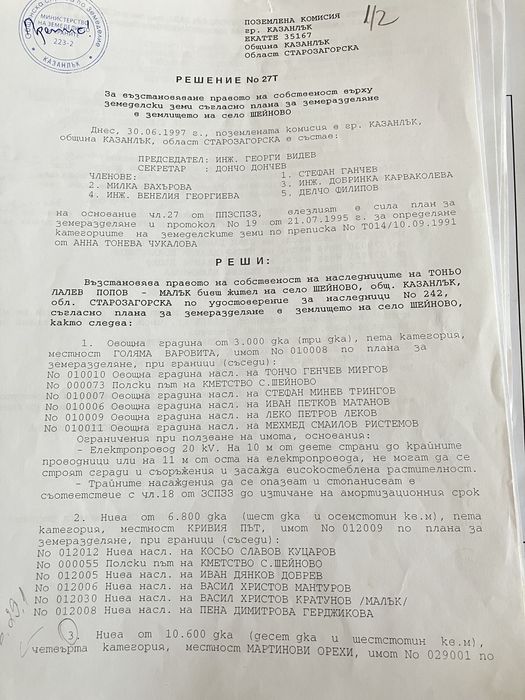 МИНИСТЕРСТВО
НА ЗЕМЕДЕЛИЕ
223-2
КАЗАНЛЪК
1/2
ПОЗЕМЛЕНА КОМИСИЯ
гр. КАЗАНЛЪК
ЕКАТТЕ 35167
Община КАЗАНЛЪК
Област СТАРОЗАГОРСКА
РЕШЕНИЕ No 27Т
За възстановяване правото на собственост върху
земеделски земи съгласно плана за земеразделяне
в землището на село ШЕЙНОВО
Днес, 30.06.1997 г., поземлената комисия в гр. КАЗАНЛЪК,
община КАЗАНЛЪК, област СТАРОЗАГОРСКА в състав:
ПРЕДСЕДАТЕЛ: ИНЖ. ГЕОРГИ ВИДЕВ
СЕКРЕТАР : ДОНЧО ДОНЧЕВ
ЧЛЕНОВЕ: 1. СТЕФАН ГАНЧЕВ
2. МИЛКА ВАХЪРОВА 3. ИНЖ. ДОБРИНКА КАРВАКОЛЕВА
4. ИНЖ. ВЕНЕЛИЯ ГЕОРГИЕВА 5. ДЕЛЧО ФИЛИПОВ
на основание чл.27 от ППЗСПЗЗ, влезлият в сила план за
земеразделяне и протокол No 19 от 21.07.1995 г. за определяне
категориите на земеделските земи по преписка No Т014/10.09.1991
от АННА ТОНЕВА ЧУКАЛОВА
Р Е Ш И:
Възстановява правото на собственост на наследниците на ТОНЬО
ЛАЛЕВ ПОПОВ - МАЛЪК бивш жител на село ШЕЙНОВО, общ. КАЗАНЛЪК,
обл. СТАРОЗАГОРСКА по удостоверение за наследници No 242,
съгласно плана за земеразделяне в землището на село ШЕЙНОВО,
както следва:
1. Овощна градина от 3.000 дка (три дка), пета категория,
местност ГОЛЯМА ВАРОВИТА, имот No 010008 по плана за
земеразделяне, при граници (съседи):
No 010010 Овощна градина насл. на ТОНЧО ГЕНЧЕВ МИРГОВ
No 000073 Полски път на КМЕТСТВО С.ШЕЙНОВО
No 010007 Овощна градина насл. на СТЕФАН МИНЕВ ТРИНГОВ
No 010006 Овощна градина насл. на ИВАН ПЕТКОВ МАТАНОВ
No 010009 Овощна градина насл. на ЛЕКО ПЕТРОВ ЛЕКОВ
No 010011 Овощна градина насл. на МЕХМЕД СМАИЛОВ РИСТЕМОВ
Ограничения при ползване на имота, основания:
- Електропровод 20 kV. На 10 м от двете страни до крайните
проводници или на 11 м от оста на електропровода, не могат да се
строят сгради и съоръжения и засажда високостеблена растителност.
- Трайните насаждения да се опазват и стопанисват в
съответствие с чл.18 от ЗСПЗЗ до изтичане на амортизационния срок
2. Нива от 6.800 дка (шест дка и осемстотин кв.м), пета
категория, местност КРИВИЯ ПЪТ, имот No 012009 по плана за
земеразделяне, при граници (съседи):
No 012012 Нива насл. на КОСЬО СЛАВОВ КУЦАРОВ
No 000055 Полски път на КМЕТСТВО С.ШЕЙНОВО
No 012005 Нива насл. на ИВАН ДЯНКОВ ДОБРЕВ
No 012006 Нива насл. на ВАСИЛ ХРИСТОВ МАНТУРОВ
No 012030 Нива насл. на ВАСИЛ ХРИСТОВ КРАТУНОВ /МАЛЪК/
No 012008 Нива насл. на ПЕНА ДИМИТРОВА ГЕРДЖИКОВА
3. Нива от 10.600 дка (десет дка и шестстотин кв.м),
четвърта категория, местност МАРТИНОВИ ОРЕХИ, имот No 029001 по